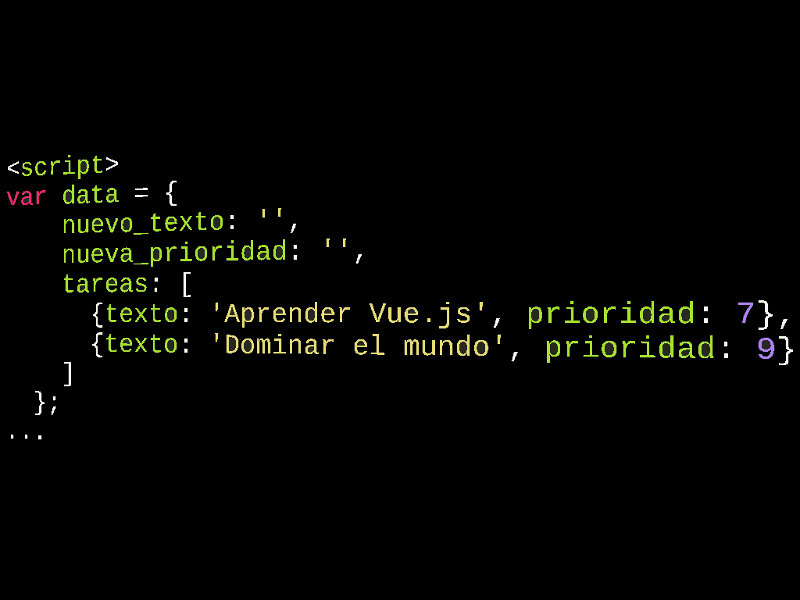 <script>
var data = {
nuevo_texto: '',
nueva_prioridad: '',
tareas: [
{texto: 'Aprender Vue.js', prioridad: 7},
{texto: 'Dominar el mundo', prioridad: 9}
]
};
...